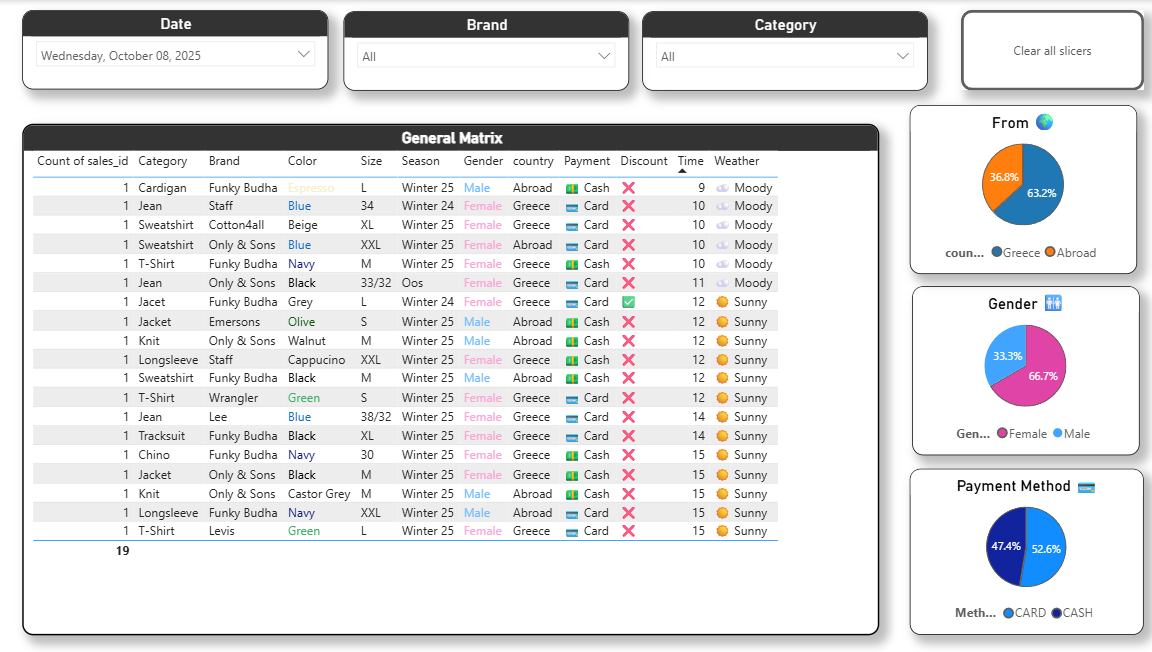 Date
Brand
Category
Wednesday, October 08, 2025
All
All
Clear all slicers
General Matrix
Count of sales_id Category Brand Color Size Season Gender country Payment Discount Time Weather
1 Cardigan Funky Budha Espresso L Winter 25 Male Abroad Cash 9 Moody
1 Jean Staff Blue 34 Winter 24 Female Greece Card 10 Moody
1 Sweatshirt Cotton4all Beige XL Winter 25 Female Greece Card 10 Moody
1 Sweatshirt Only & Sons Blue XXL Winter 25 Female Abroad Card 10 Moody
1 T-Shirt Funky Budha Navy M Winter 25 Female Greece Cash 10 Moody
1 Jean Only & Sons Black 33/32 Oos Female Greece Card 11 Moody
1 Jacet Funky Budha Grey L Winter 24 Female Greece Card 12 Sunny
1 Jacket Emersons Olive S Winter 25 Male Abroad Cash 12 Sunny
1 Knit Only & Sons Walnut M Winter 25 Male Abroad Cash 12 Sunny
1 Longsleeve Staff Cappucino XXL Winter 25 Female Greece Cash 12 Sunny
1 Sweatshirt Funky Budha Black M Winter 25 Male Abroad Cash 12 Sunny
1 T-Shirt Wrangler Green S Winter 25 Female Greece Card 12 Sunny
1 Jean Lee Blue 38/32 Winter 25 Female Greece Card 14 Sunny
1 Tracksuit Funky Budha Black XL Winter 25 Female Greece Card 14 Sunny
1 Chino Funky Budha Navy 30 Winter 25 Female Greece Cash 15 Sunny
1 Jacket Only & Sons Black M Winter 25 Female Greece Cash 15 Sunny
1 Knit Only & Sons Castor Grey M Winter 25 Male Abroad Cash 15 Sunny
1 Longsleeve Funky Budha Navy XXL Winter 25 Male Abroad Card 15 Sunny
1 T-Shirt Levis Green L Winter 25 Female Greece Card 15 Sunny
19
From
36.8%
63.2%
coun... Greece Abroad
Gender
33.3%
66.7%
Gen... Female Male
Payment Method
47.4%
52.6%
Meth... CARD CASH